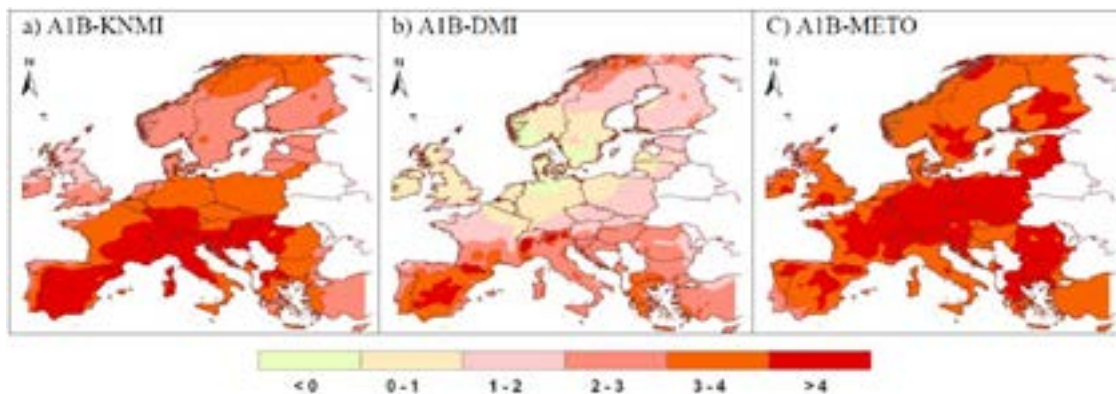 a) A1B-KNMI
b) A1B-DMI
C) A1B-METO
N
N
N
< 0
0 - 1
1 - 2
2 - 3
3 - 4
> 4